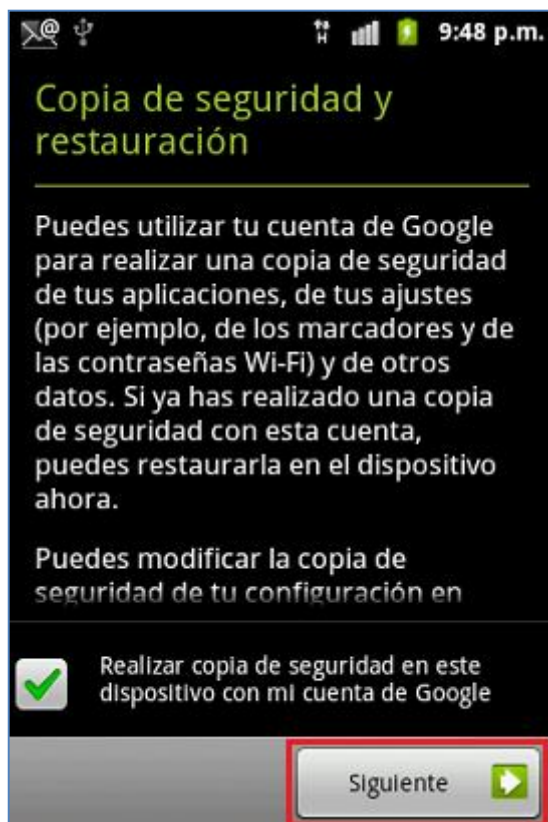 9:48 p.m.
Copia de seguridad y
restauración
Puedes utilizar tu cuenta de Google
para realizar una copia de seguridad
de tus aplicaciones, de tus ajustes
(por ejemplo, de los marcadores y de
las contraseñas Wi-Fi) y de otros
datos. Si ya has realizado una copia
de seguridad con esta cuenta,
puedes restaurarla en el dispositivo
ahora.
Puedes modificar la copia de
seguridad de tu configuración en
Realizar copia de seguridad en este
dispositivo con mi cuenta de Google
Siguiente